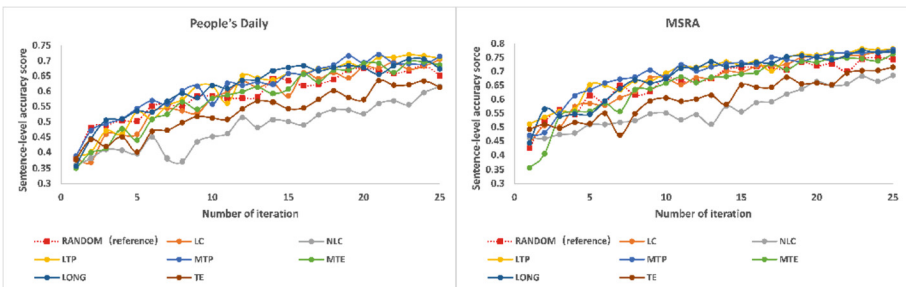 People's Daily
Sentence-level accuracy score
0.75
0.7
0.65
0.6
0.55
0.5
0.45
0.4
0.35
0.3
0 5 10 15 20 25
Number of iteration
RANDOM (reference) LC NLC
LTP MTP MTE
LONG TE
MSRA
Sentence-level accuracy sorce
0.8
0.75
0.7
0.65
0.6
0.55
0.5
0.45
0.4
0.35
0.3
0 5 10 15 20 25
Number of iteration
RANDOM (reference) LC NLC
LTP MTP MTE
LONG TE